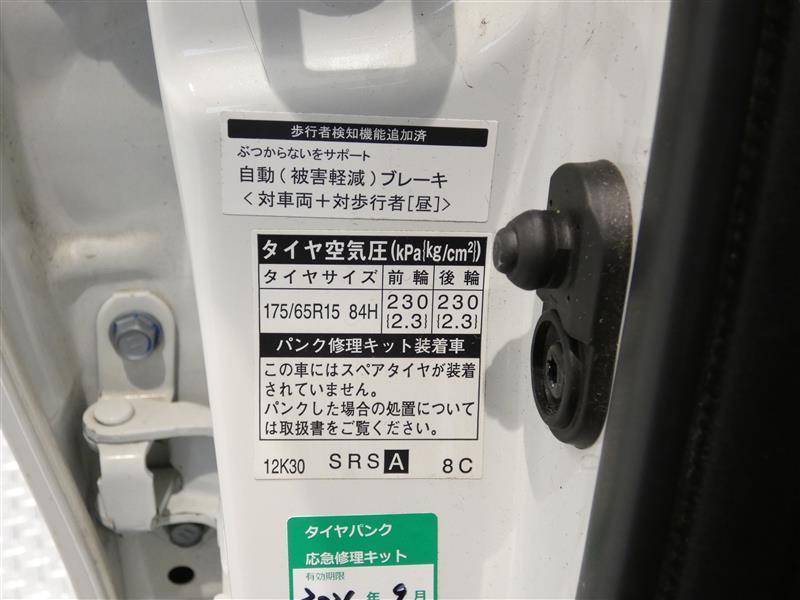 歩行者検知機能追加済
ぶつからないをサポート
自動(被害軽減)ブレーキ
<対車両+対歩行者[昼]>
タイヤ空気圧(kPa{kg/cm²})
タイヤサイズ 前輪 後輪
175/65R15 84H 230 230
{2.3} {2.3}
パンク修理キット装着車
この車にはスペアタイヤが装着
されていません。
パンクした場合の処置について
は取扱書をご覧ください。
12K30 SRS A 8C
タイヤパンク
応急修理キット
有効期限
年 9月